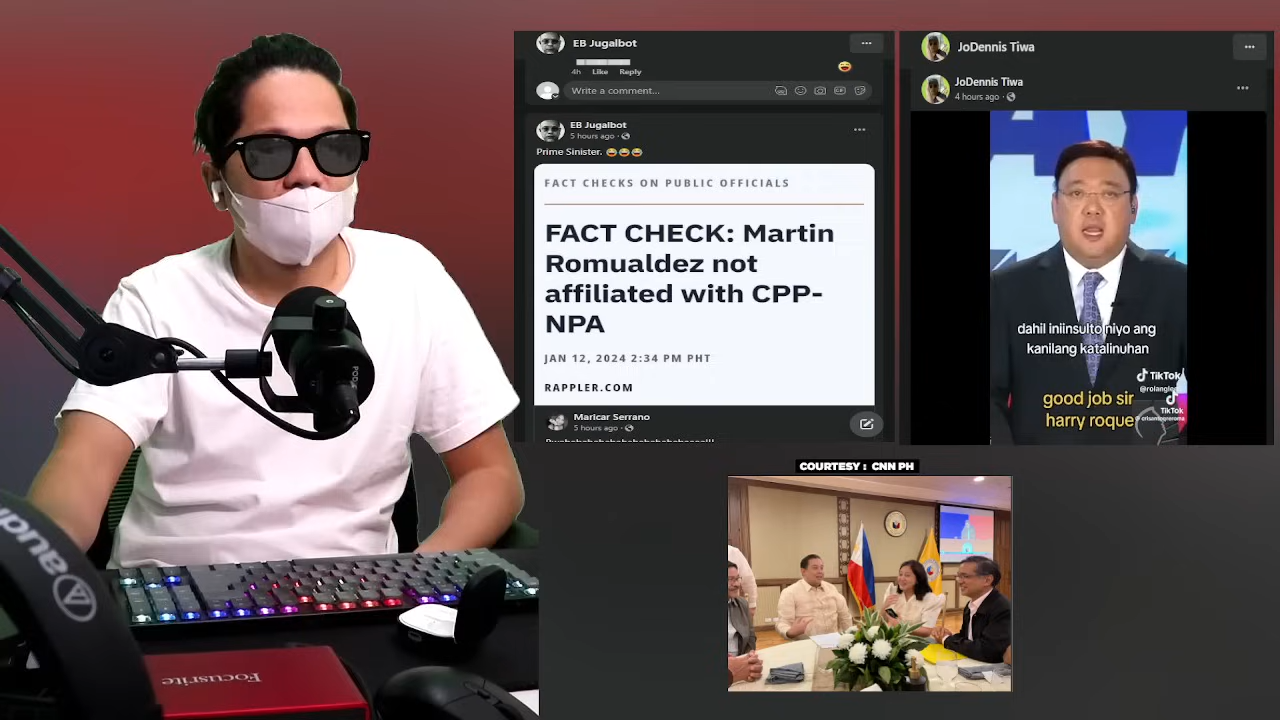 EB Jugalbot
4h Like Reply
Write a comment...
EB Jugalbot
5 hours ago
Prime Sinister. 😂😂😂
FACT CHECKS ON PUBLIC OFFICIALS
FACT CHECK: Martin
Romualdez not
affiliated with CPP-
NPA
JAN 12, 2024 2:34 PM PHT
RAPPLER.COM
Maricar Serrano
5 hours ago
JoDennis Tiwa
JoDennis Tiwa
4 hours ago
dahil iniinsulto niyo ang
kanilang katalinuhan
TikTok
good job sir
harry roque
TikTok
COURTESY : CNN PH
Focusrite